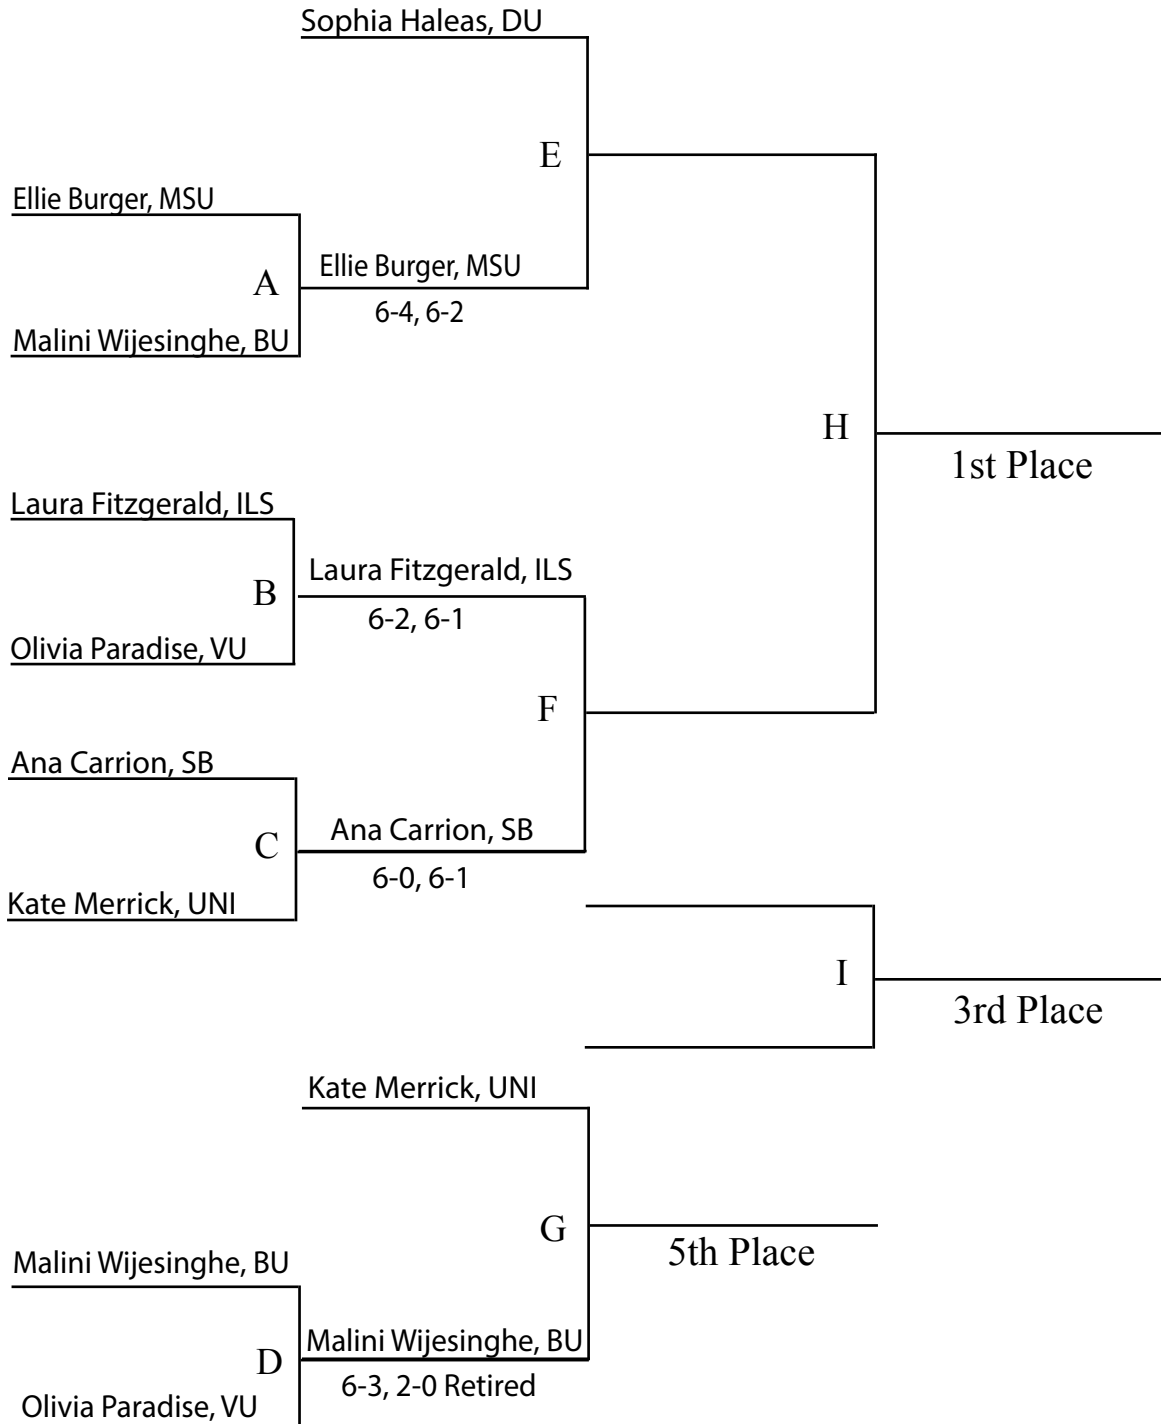 Sophia Haleas, DU
E
Ellie Burger, MSU
A
Ellie Burger, MSU
6-4, 6-2
Malini Wijesinghe, BU
H
1st Place
Laura Fitzgerald, ILS
B
Laura Fitzgerald, ILS
6-2, 6-1
Olivia Paradise, VU
F
Ana Carrion, SB
C
Ana Carrion, SB
6-0, 6-1
Kate Merrick, UNI
I
3rd Place
Kate Merrick, UNI
G
5th Place
Malini Wijesinghe, BU
D
Malini Wijesinghe, BU
6-3, 2-0 Retired
Olivia Paradise, VU